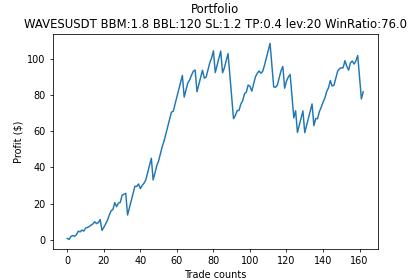 Portfolio
WAVESUSDT BBM:1.8 BBL:120 SL:1.2 TP:0.4 lev:20 WinRatio:76.0
100
80
60
40
20
0
Profit ($)
0 20 40 60 80 100 120 140 160
Trade counts